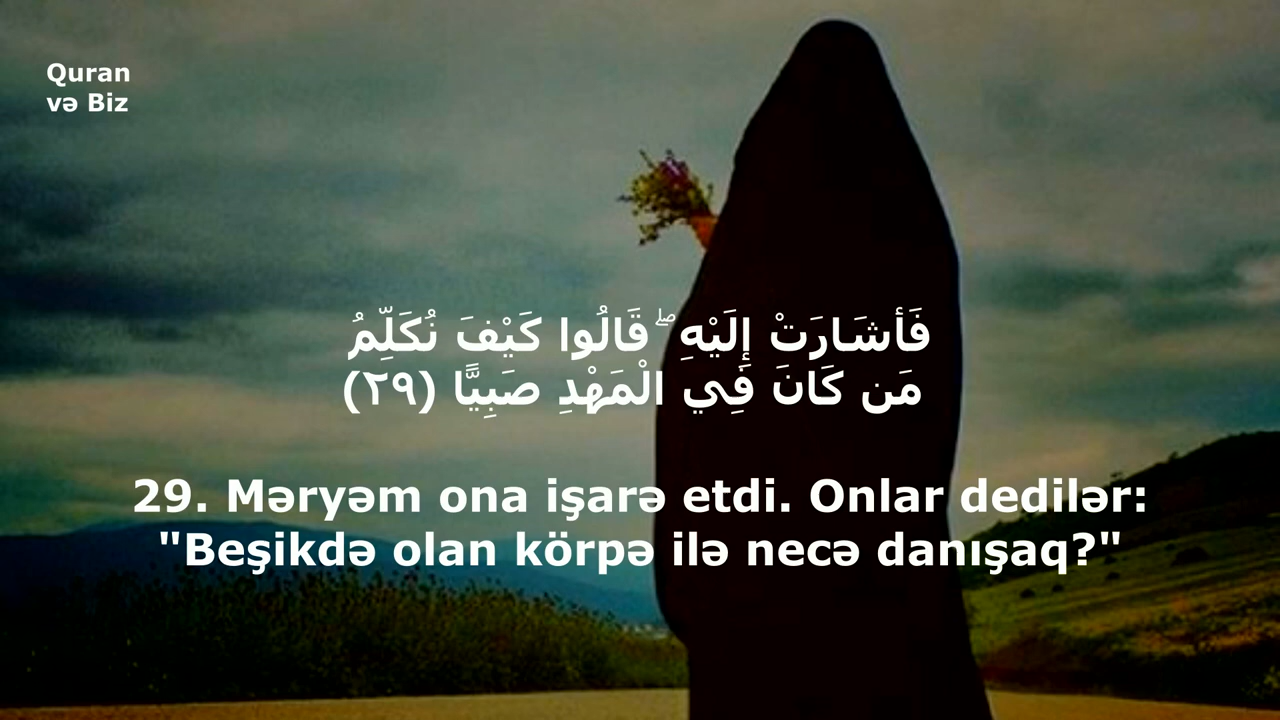 Quran
və Biz
فَأشَارَتْ إِلَيْهِ ۖ قَالُوا كَيْفَ نُكَلِّمُ
مَن كَانَ فِي الْمَهْدِ صَبِيًّا (٢٩)
29. Məryəm ona işarə etdi. Onlar dedilər:
"Beşikdə olan körpə ilə necə danışaq?"